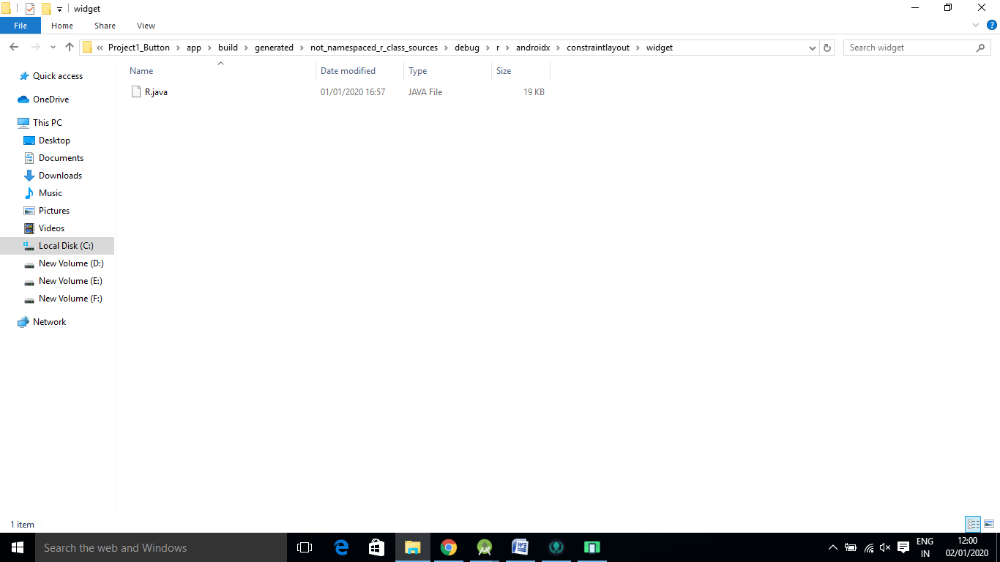 widget
File Home Share View
« Project1_Button › app › build › generated › not_namespaced_r_class_sources › debug › r › androidx › constraintlayout › widget
Search widget
Name Date modified Type Size
R.java 01/01/2020 16:57 JAVA File 19 KB
Quick access
OneDrive
This PC
Desktop
Documents
Downloads
Music
Pictures
Videos
Local Disk (C:)
New Volume (D:)
New Volume (E:)
New Volume (F:)
Network
1 item
Search the web and Windows
ENG
IN
12:00
02/01/2020